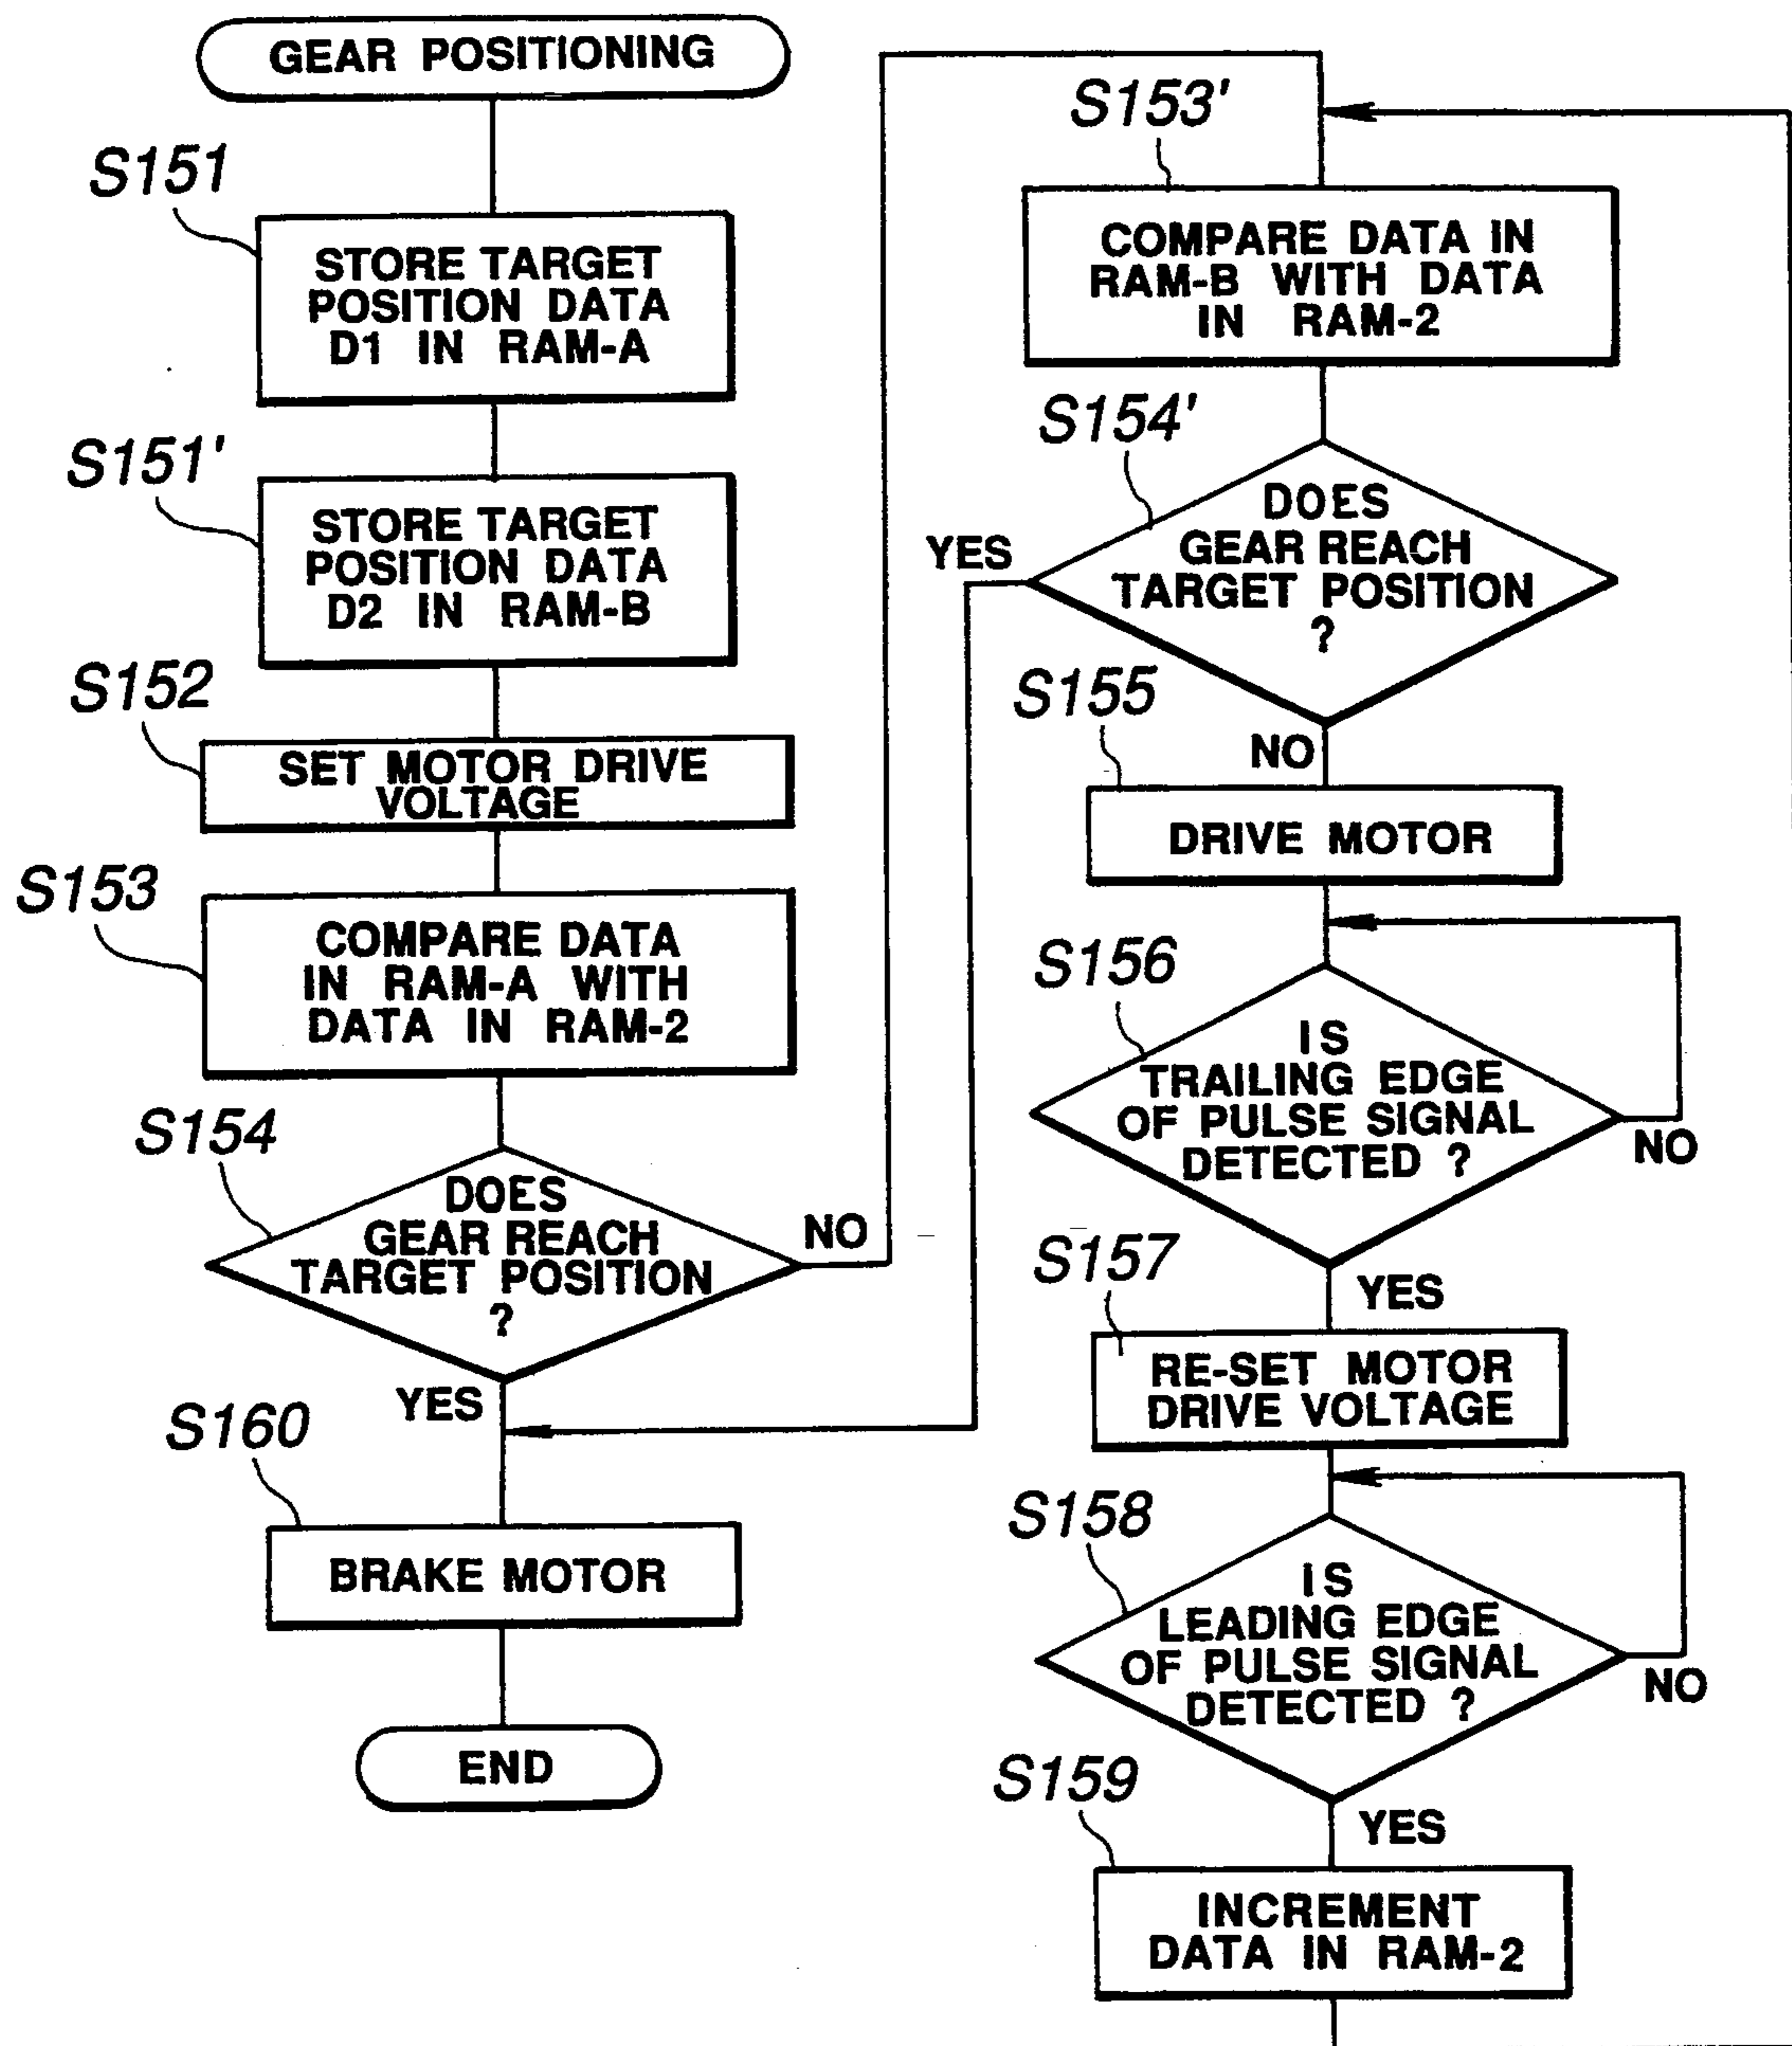 GEAR POSITIONING
S151
STORE TARGET
POSITION DATA
D1 IN RAM-A
S151'
STORE TARGET
POSITION DATA
D2 IN RAM-B
S152
SET MOTOR DRIVE
VOLTAGE
S153
COMPARE DATA
IN RAM-A WITH
DATA IN RAM-2
S154
DOES
GEAR REACH
TARGET POSITION
?
NO
YES
S160
BRAKE MOTOR
END
S153'
COMPARE DATA IN
RAM-B WITH DATA
IN RAM-2
S154'
DOES
GEAR REACH
TARGET POSITION
?
YES
NO
S155
DRIVE MOTOR
S156
IS
TRAILING EDGE
OF PULSE SIGNAL
DETECTED ?
NO
YES
S157
RE-SET MOTOR
DRIVE VOLTAGE
S158
IS
LEADING EDGE
OF PULSE SIGNAL
DETECTED ?
NO
YES
S159
INCREMENT
DATA IN RAM-2